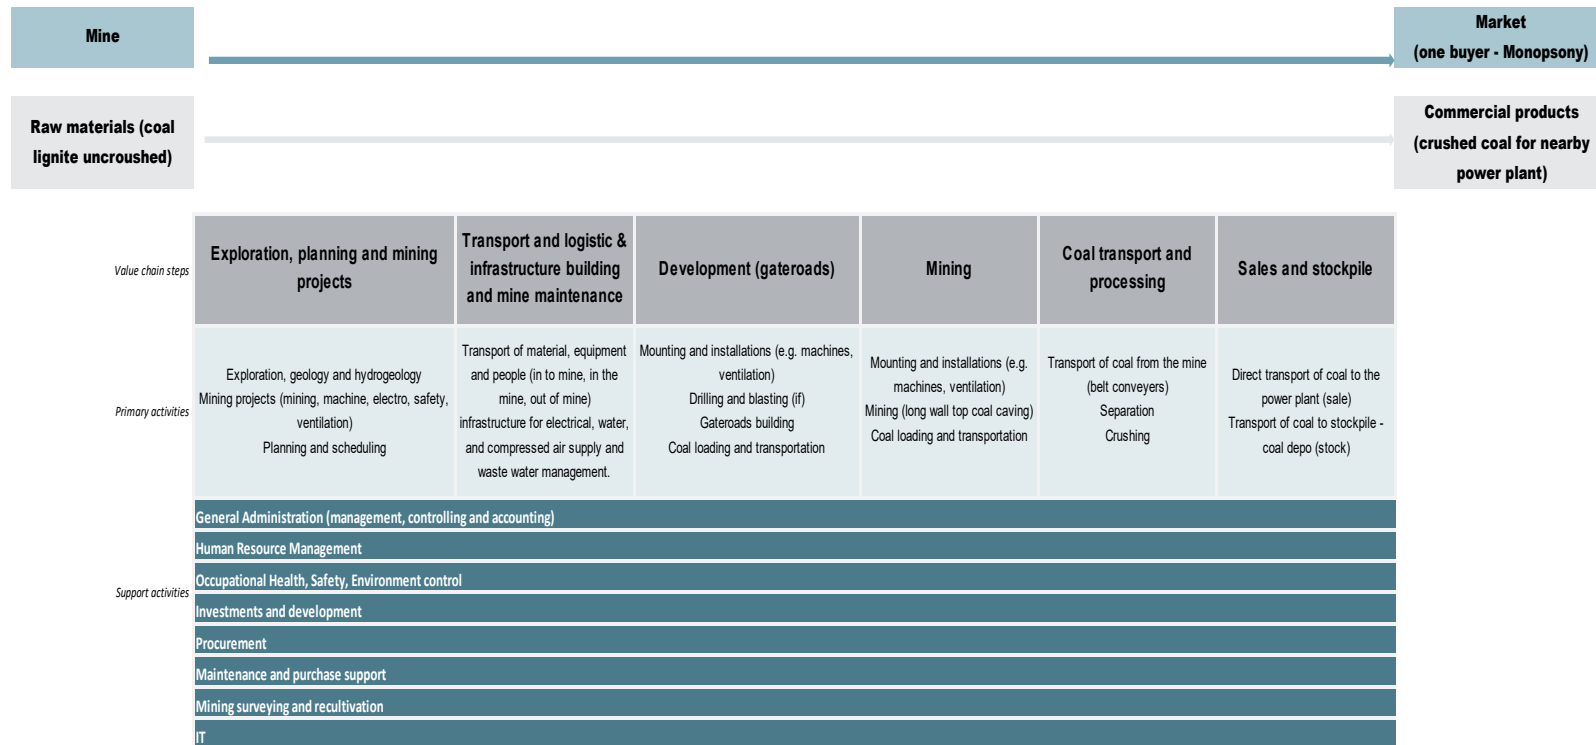 Mine
Market
(one buyer - Monopsony)
Raw materials (coal
lignite uncroushed)
Commercial products
(crushed coal for nearby
power plant)
Value chain steps
Exploration, planning and mining
projects
Transport and logistic &
infrastructure building
and mine maintenance
Development (gateroads)
Mining
Coal transport and
processing
Sales and stockpile
Primary activities
Exploration, geology and hydrogeology
Mining projects (mining, machine, electro, safety,
ventilation)
Planning and scheduling
Transport of material, equipment
and people (in to mine, in the
mine, out of mine)
infrastructure for electrical, water,
and compressed air supply and
waste water management.
Mounting and installations (e.g. machines,
ventilation)
Drilling and blasting (if)
Gateroads building
Coal loading and transportation
Mounting and installations (e.g.
machines, ventilation)
Mining (long wall top coal caving)
Coal loading and transportation
Transport of coal from the mine
(belt conveyers)
Separation
Crushing
Direct transport of coal to the
power plant (sale)
Transport of coal to stockpile -
coal depo (stock)
Support activities
General Administration (management, controlling and accounting)
Human Resource Management
Occupational Health, Safety, Environment control
Investments and development
Procurement
Maintenance and purchase support
Mining surveying and recultivation
IT